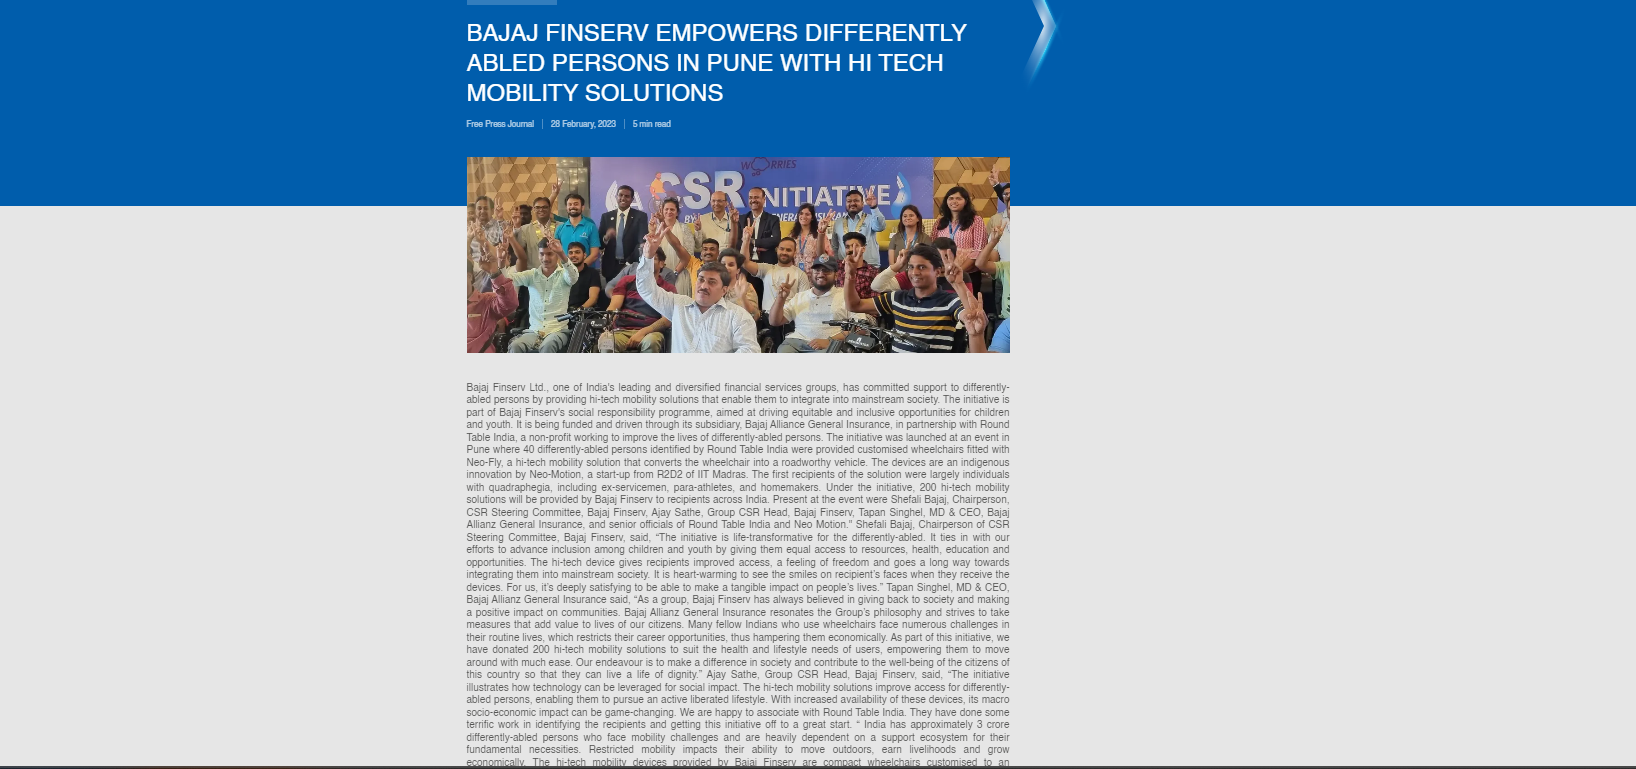 BAJAJ FINSERV EMPOWERS DIFFERENTLY
ABLED PERSONS IN PUNE WITH HI TECH
MOBILITY SOLUTIONS
Free Press Journal | 28 February, 2023 | 5 min read
WORRIES
CSR INITIATIVE
BY
Bajaj Finserv Ltd., one of India's leading and diversified financial services groups, has committed support to differently-
abled persons by providing hi-tech mobility solutions that enable them to integrate into mainstream society. The initiative is
part of Bajaj Finserv's social responsibility programme, aimed at driving equitable and inclusive opportunities for children
and youth. It is being funded and driven through its subsidiary, Bajaj Alliance General Insurance, in partnership with Round
Table India, a non-profit working to improve the lives of differently-abled persons. The initiative was launched at an event in
Pune where 40 differently-abled persons identified by Round Table India were provided customised wheelchairs fitted with
Neo-Fly, a hi-tech mobility solution that converts the wheelchair into a roadworthy vehicle. The devices are an indigenous
innovation by Neo-Motion, a start-up from R2D2 of IIT Madras. The first recipients of the solution were largely individuals
with quadraphegia, including ex-servicemen, para-athletes, and homemakers. Under the initiative, 200 hi-tech mobility
solutions will be provided by Bajaj Finserv to recipients across India. Present at the event were Shefali Bajaj, Chairperson,
CSR Steering Committee, Bajaj Finserv, Ajay Sathe, Group CSR Head, Bajaj Finserv, Tapan Singhel, MD & CEO, Bajaj
Allianz General Insurance, and senior officials of Round Table India and Neo Motion.” Shefali Bajaj, Chairperson of CSR
Steering Committee, Bajaj Finserv, said, “The initiative is life-transformative for the differently-abled. It ties in with our
efforts to advance inclusion among children and youth by giving them equal access to resources, health, education and
opportunities. The hi-tech device gives recipients improved access, a feeling of freedom and goes a long way towards
integrating them into mainstream society. It is heart-warming to see the smiles on recipient’s faces when they receive the
devices. For us, it’s deeply satisfying to be able to make a tangible impact on people’s lives.” Tapan Singhel, MD & CEO,
Bajaj Allianz General Insurance said, “As a group, Bajaj Finserv has always believed in giving back to society and making
a positive impact on communities. Bajaj Allianz General Insurance resonates the Group’s philosophy and strives to take
measures that add value to lives of our citizens. Many fellow Indians who use wheelchairs face numerous challenges in
their routine lives, which restricts their career opportunities, thus hampering them economically. As part of this initiative, we
have donated 200 hi-tech mobility solutions to suit the health and lifestyle needs of users, empowering them to move
around with much ease. Our endeavour is to make a difference in society and contribute to the well-being of the citizens of
this country so that they can live a life of dignity.” Ajay Sathe, Group CSR Head, Bajaj Finserv, said, “The initiative
illustrates how technology can be leveraged for social impact. The hi-tech mobility solutions improve access for differently-
abled persons, enabling them to pursue an active liberated lifestyle. With increased availability of these devices, its macro
socio-economic impact can be game-changing. We are happy to associate with Round Table India. They have done some
terrific work in identifying the recipients and getting this initiative off to a great start. “ India has approximately 3 crore
differently-abled persons who face mobility challenges and are heavily dependent on a support ecosystem for their
fundamental necessities. Restricted mobility impacts their ability to move outdoors, earn livelihoods and grow
economically. The hi-tech mobility devices provided by Bajaj Finserv are compact wheelchairs customised to an